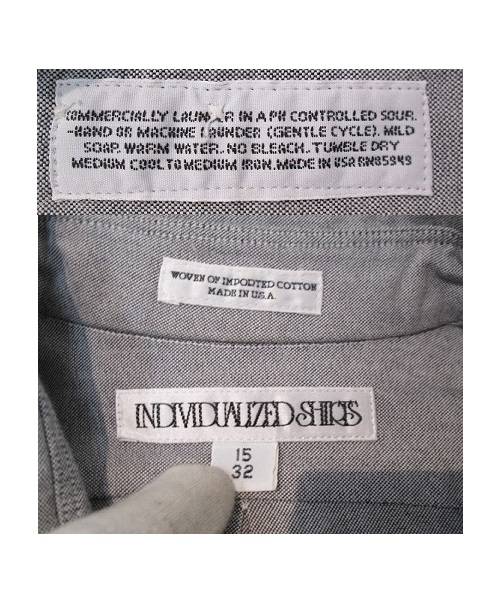 COMMERCIALLY LAUNDER IN A PH CONTROLLED SOUR.
-HAND OR MACHINE LAUNDER (GENTLE CYCLE). MILD
SOAP. WARM WATER. NO BLEACH. TUMBLE DRY
MEDIUM COOL TO MEDIUM IRON. MADE IN USA RN85949
WOVEN OF IMPORTED COTTON
MADE IN U.S.A.
INDIVIDUALIZED SHIRTS
15
32